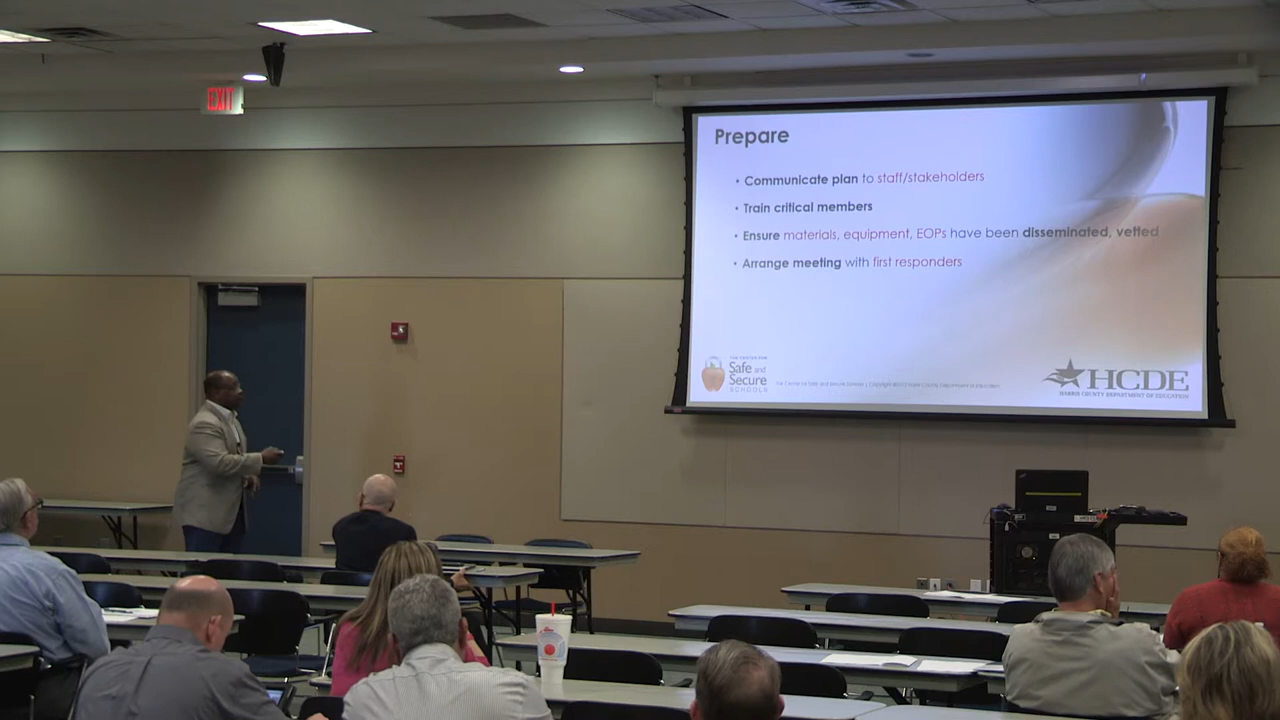 EXIT
Prepare
• Communicate plan to staff/stakeholders
• Train critical members
• Ensure materials, equipment, EOPs have been disseminated, vetted
• Arrange meeting with first responders
THE CENTER FOR
Safe and
Secure
SCHOOLS
HCDE
HARRIS COUNTY DEPARTMENT OF EDUCATION